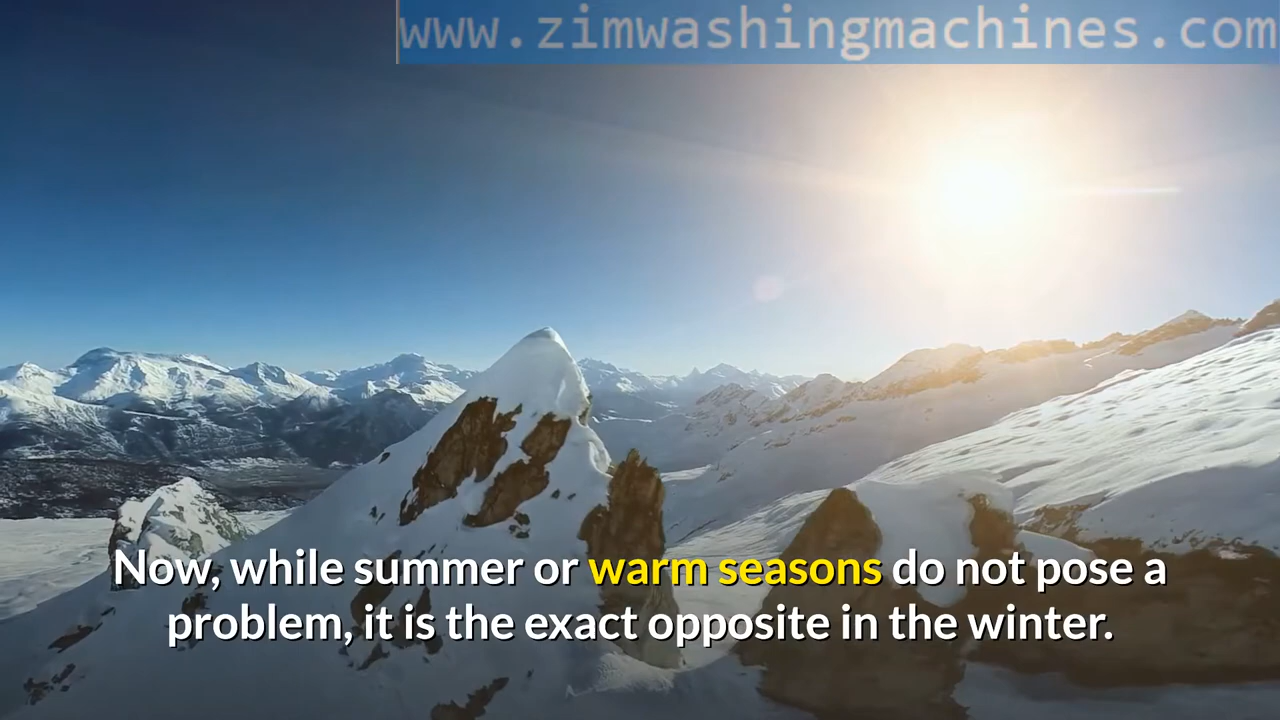 www.zimwashingmachines.com
Now, while summer or warm seasons do not pose a
problem, it is the exact opposite in the winter.